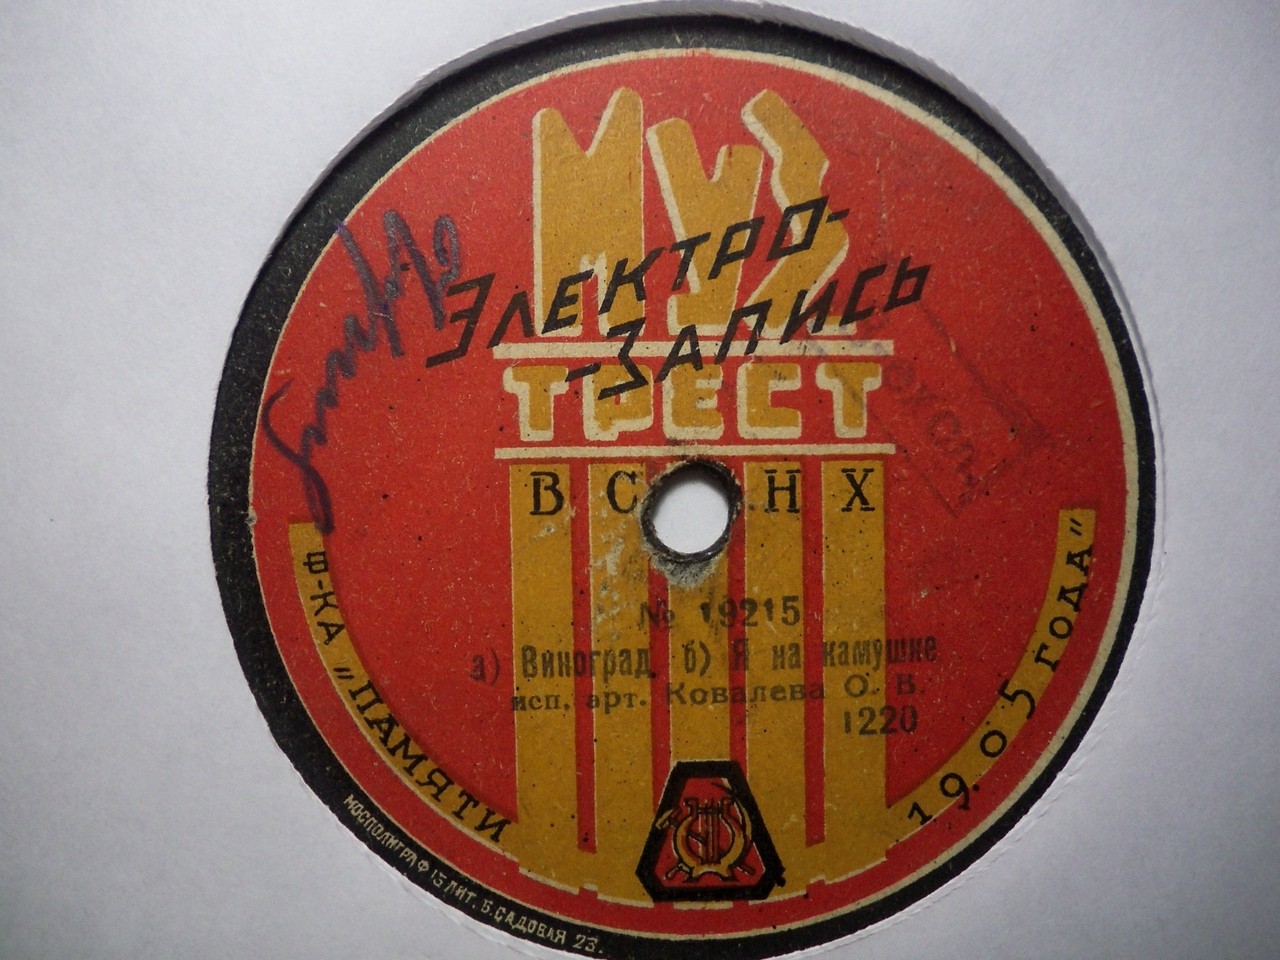 МУЗ
ЭЛЕКТРО-
-ЗАПИСЬ
ТРЕСТ
ВСНХ
№ 19215
а) Виноград, б) Я на камушке
исп. арт. Ковалева О. В.
1220
Ф-КА „ПАМЯТИ 1905 ГОДА”
МОСПОЛИГРАФ 13 ЛИТ. Б. САДОВАЯ 23.